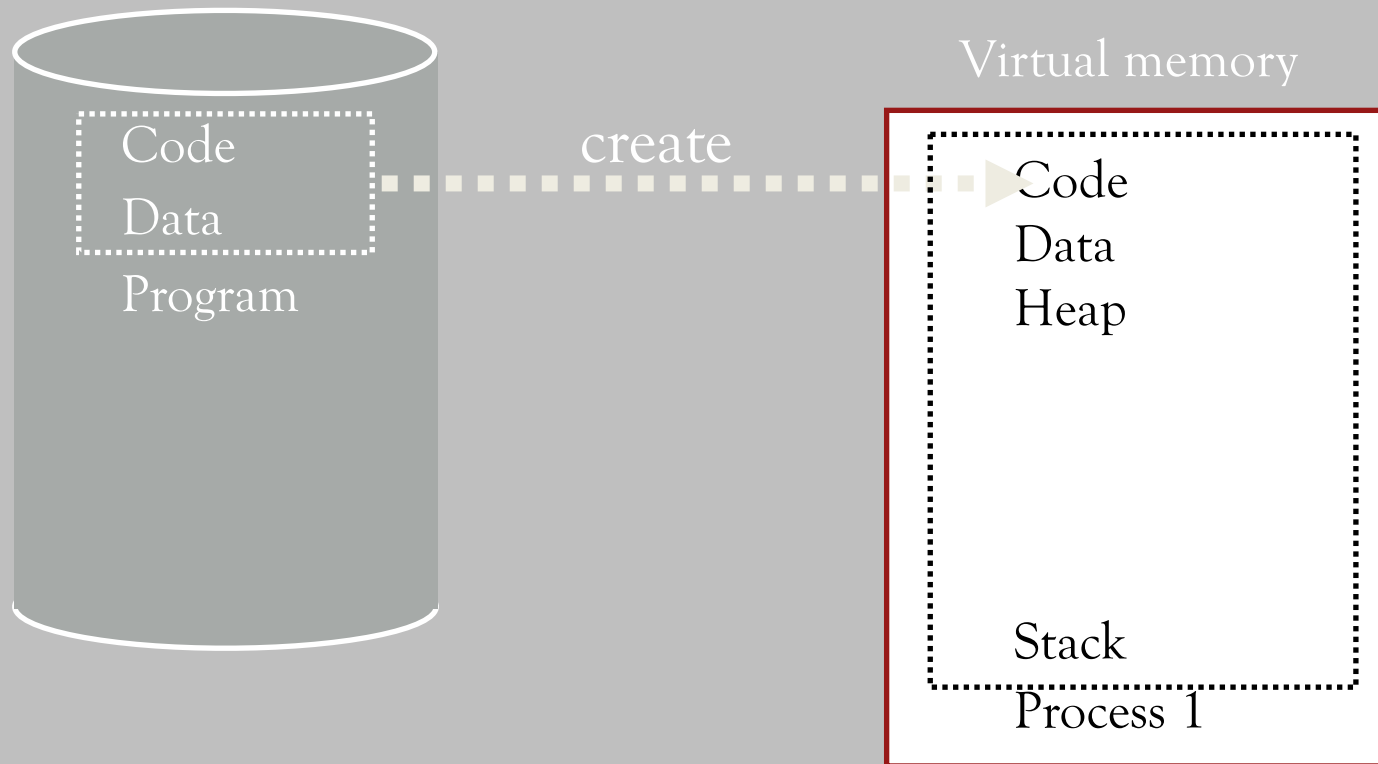 Code
Data
Program
create
Virtual memory
Code
Data
Heap
Stack
Process 1